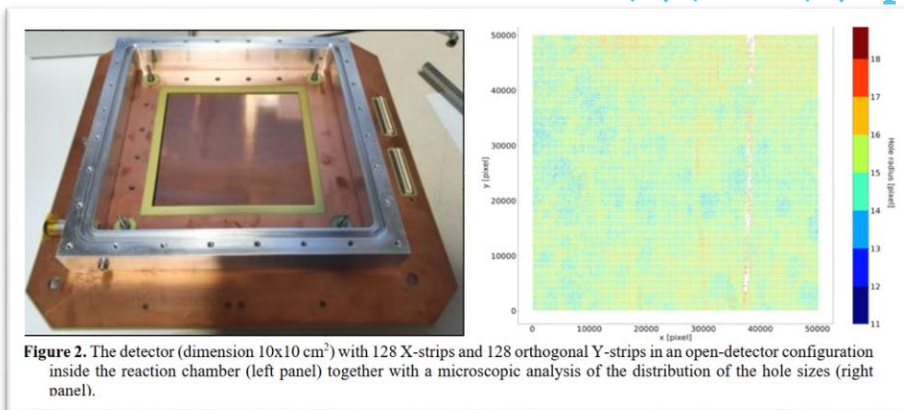 50000
40000
30000
20000
10000
0
y [pixel]
0 10000 20000 30000 40000 50000
x [pixel]
18
17
16
15
14
13
12
11
Hole radius [pixel]
Figure 2. The detector (dimension 10x10 cm²) with 128 X-strips and 128 orthogonal Y-strips in an open-detector configuration
inside the reaction chamber (left panel) together with a microscopic analysis of the distribution of the hole sizes (right
panel).